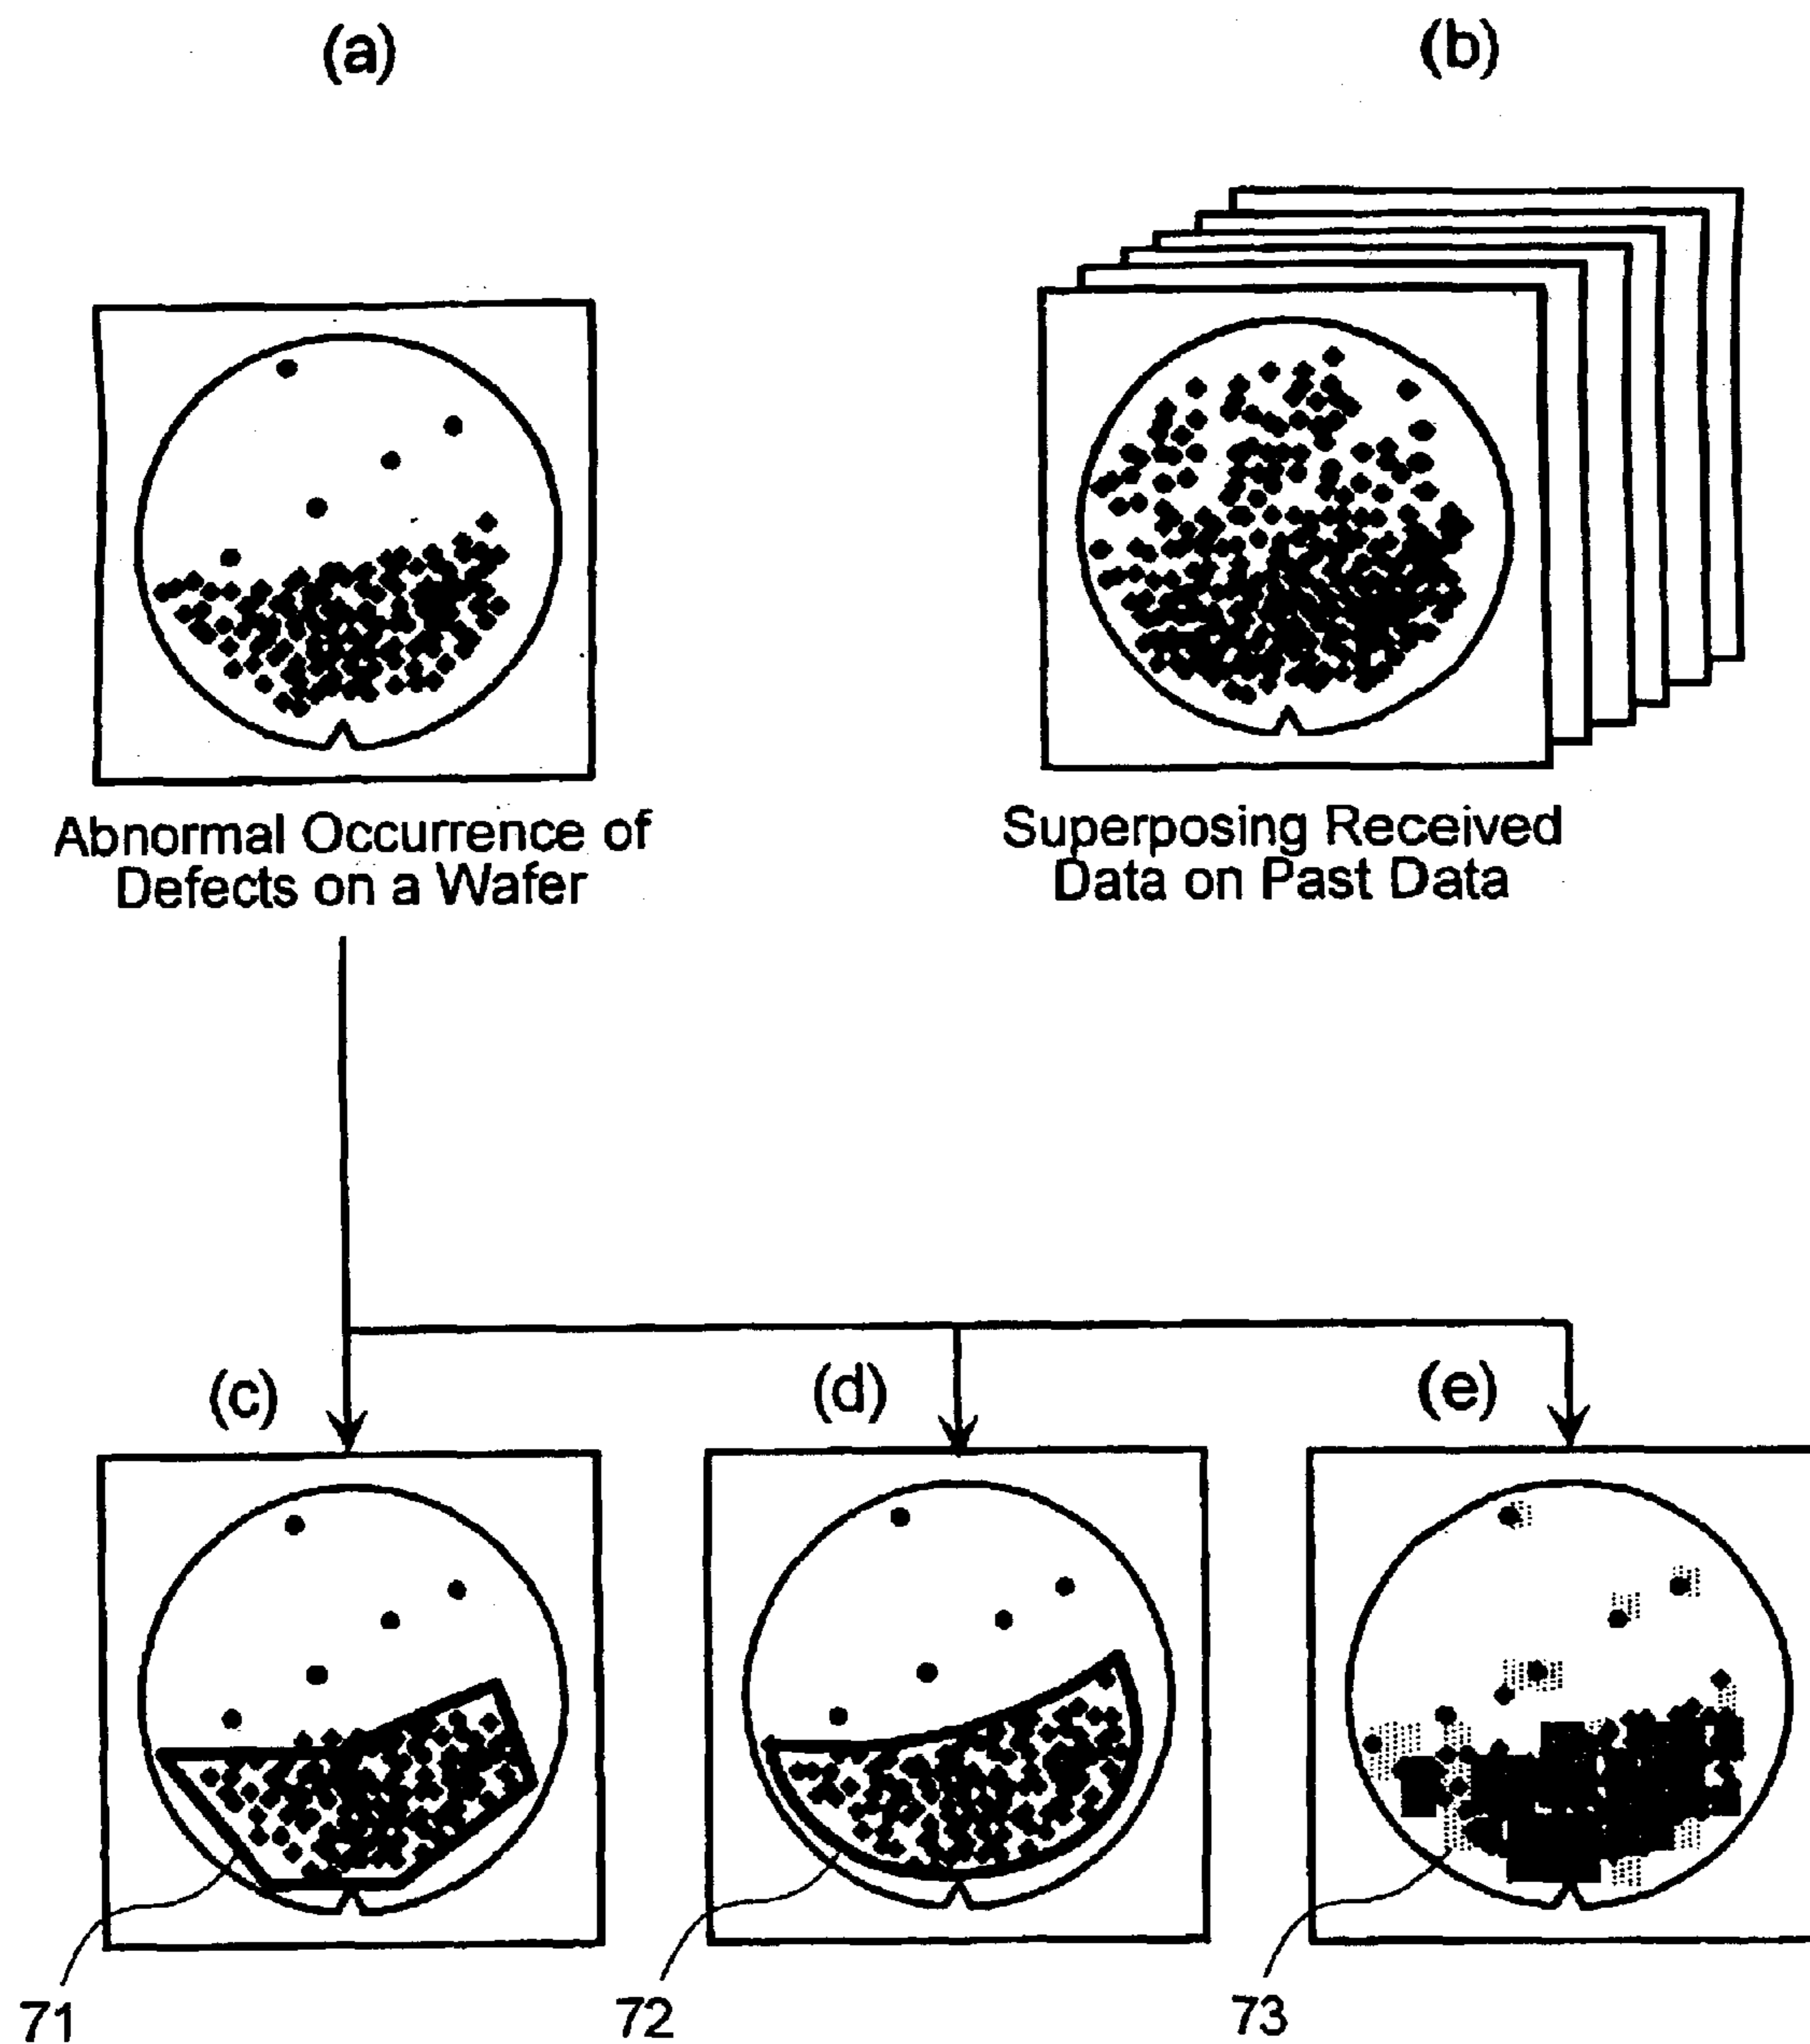 (a)
(b)
Abnormal Occurrence of
Defects on a Wafer
Superposing Received
Data on Past Data
(c)
(d)
(e)
71
72
73